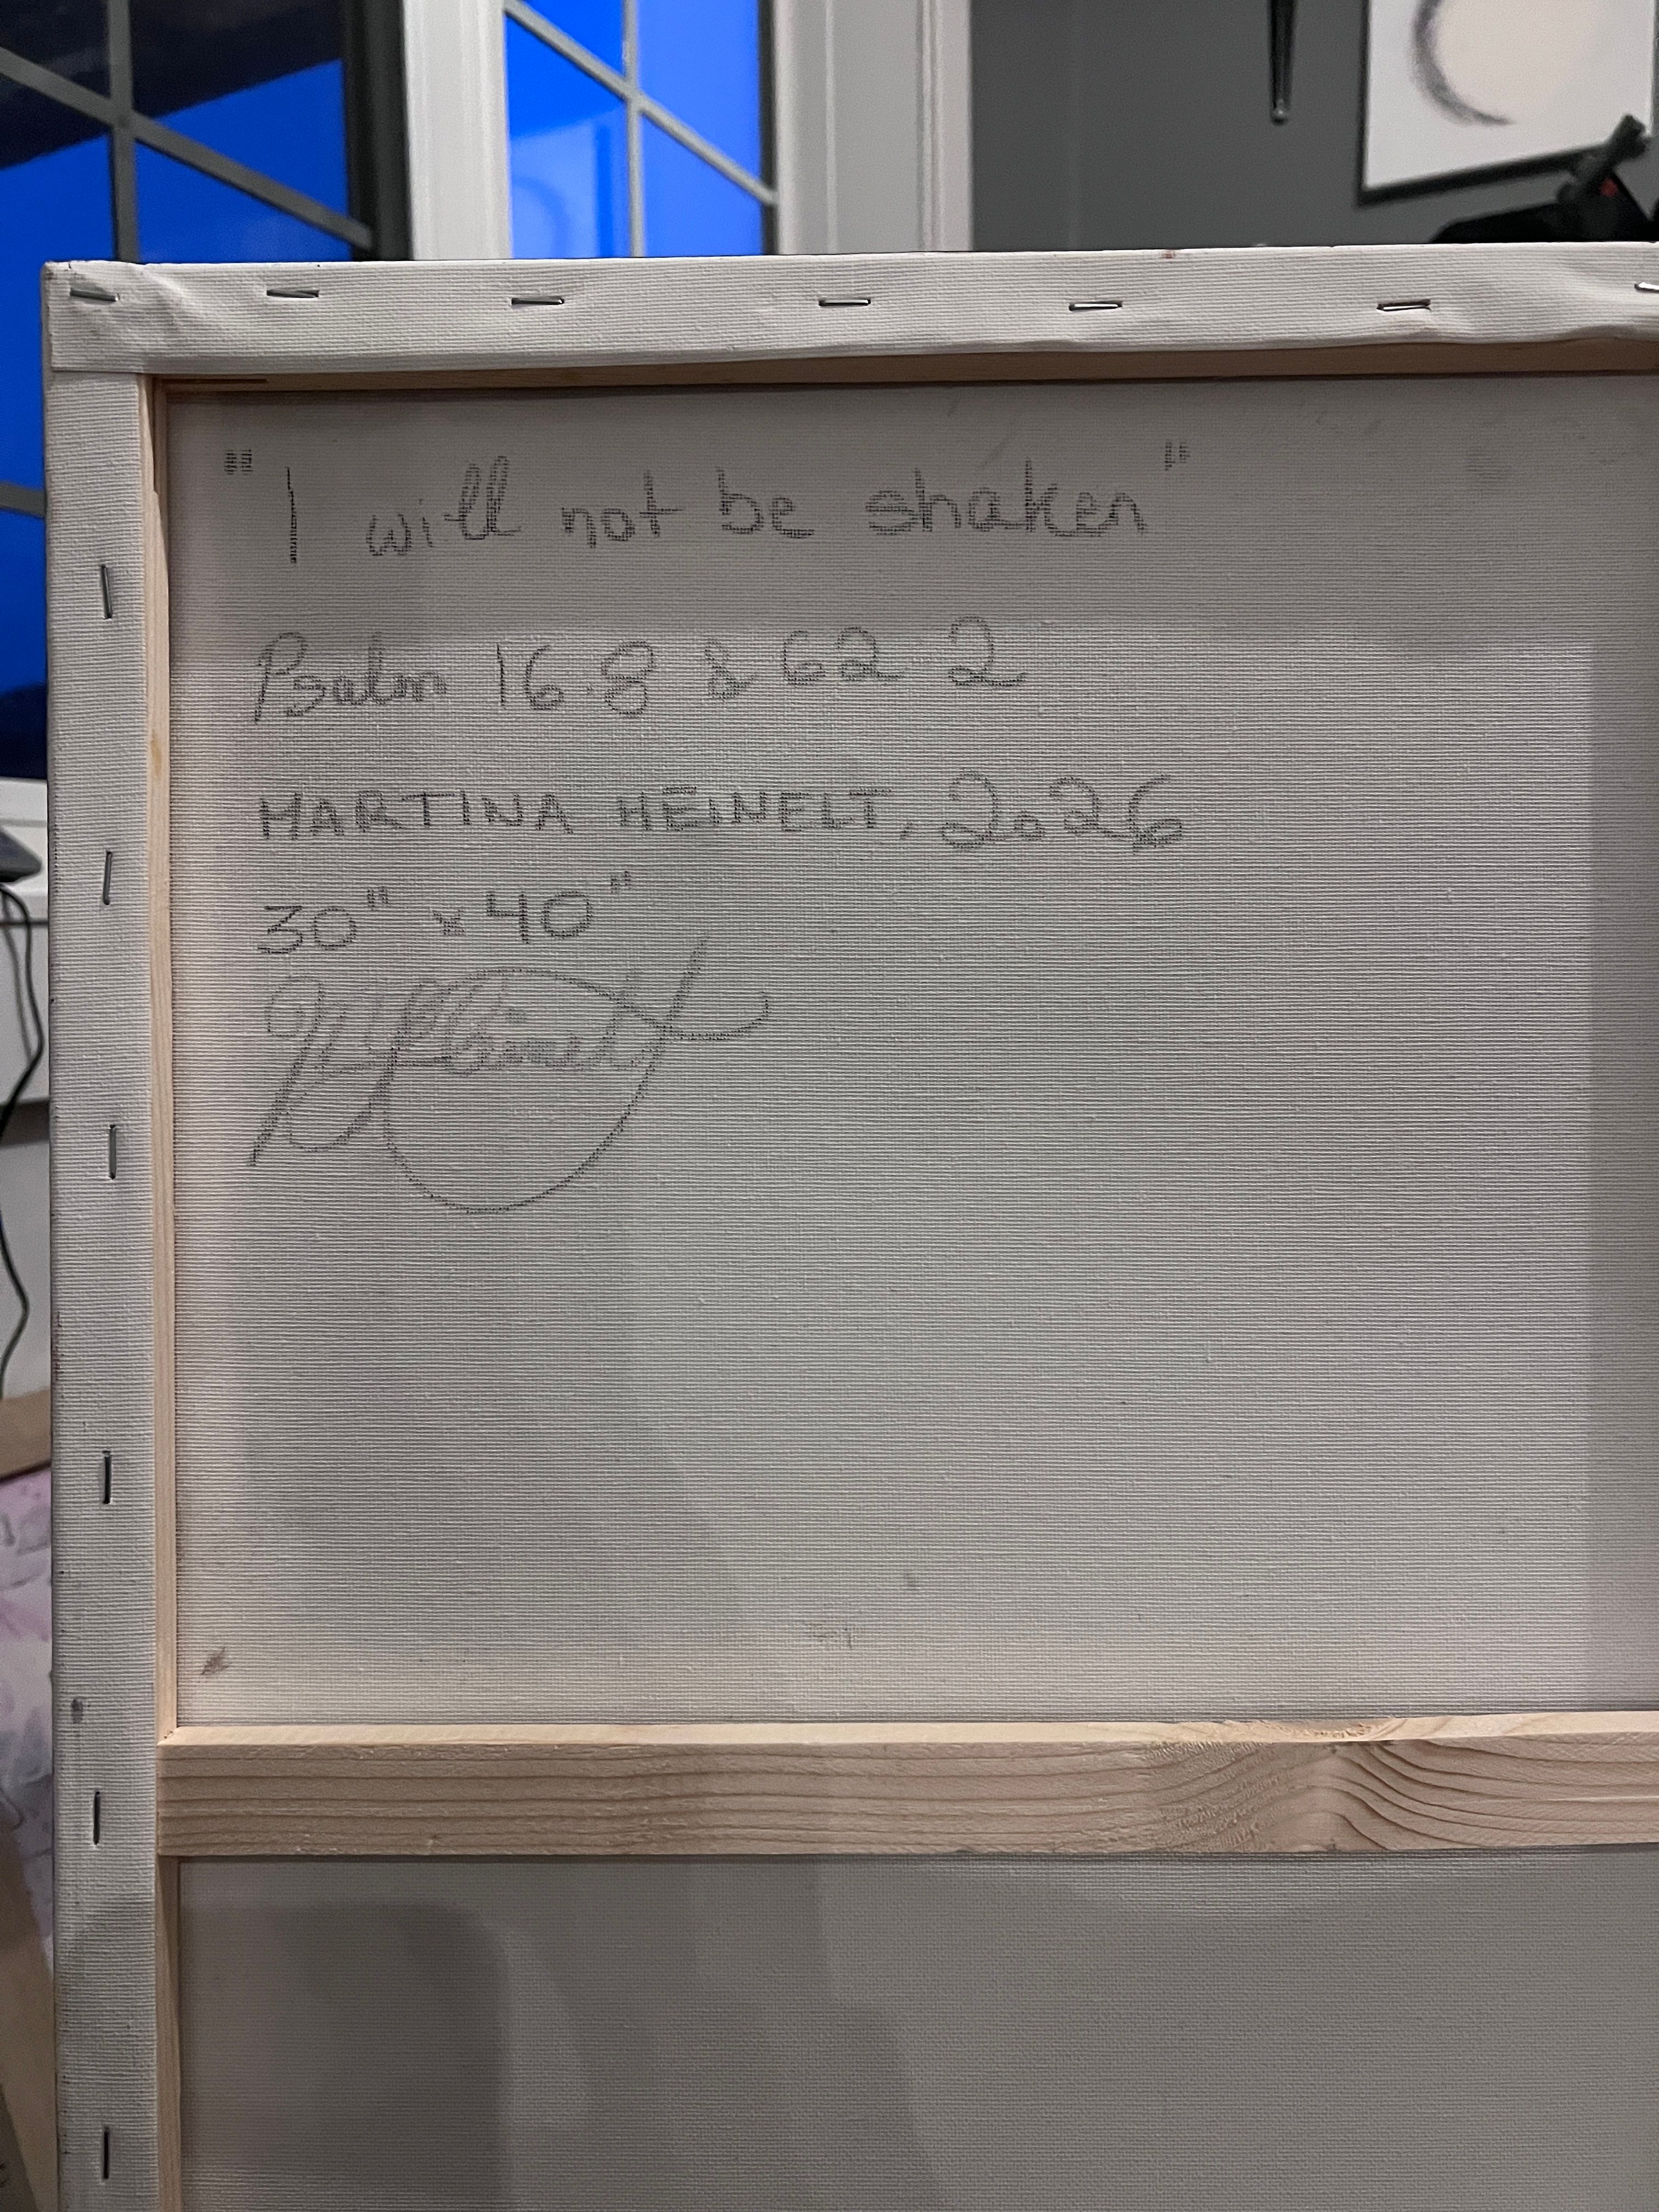 "I will not be shaken"
Psalm 16.8 & 62 2
MARTINA HEINELT, 2026
30" x 40"